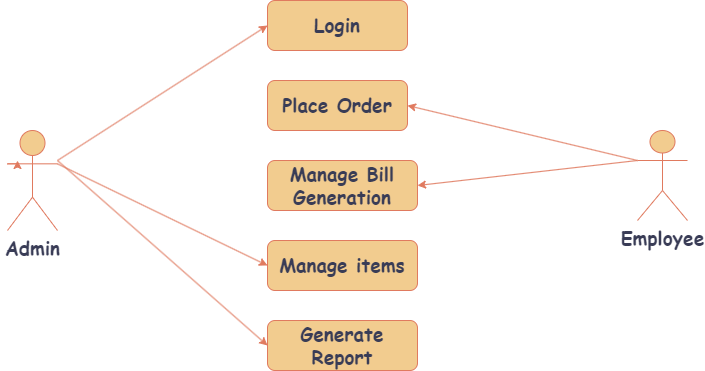 Login
Place Order
Manage Bill
Generation
Admin
Employee
Manage items
Generate
Report